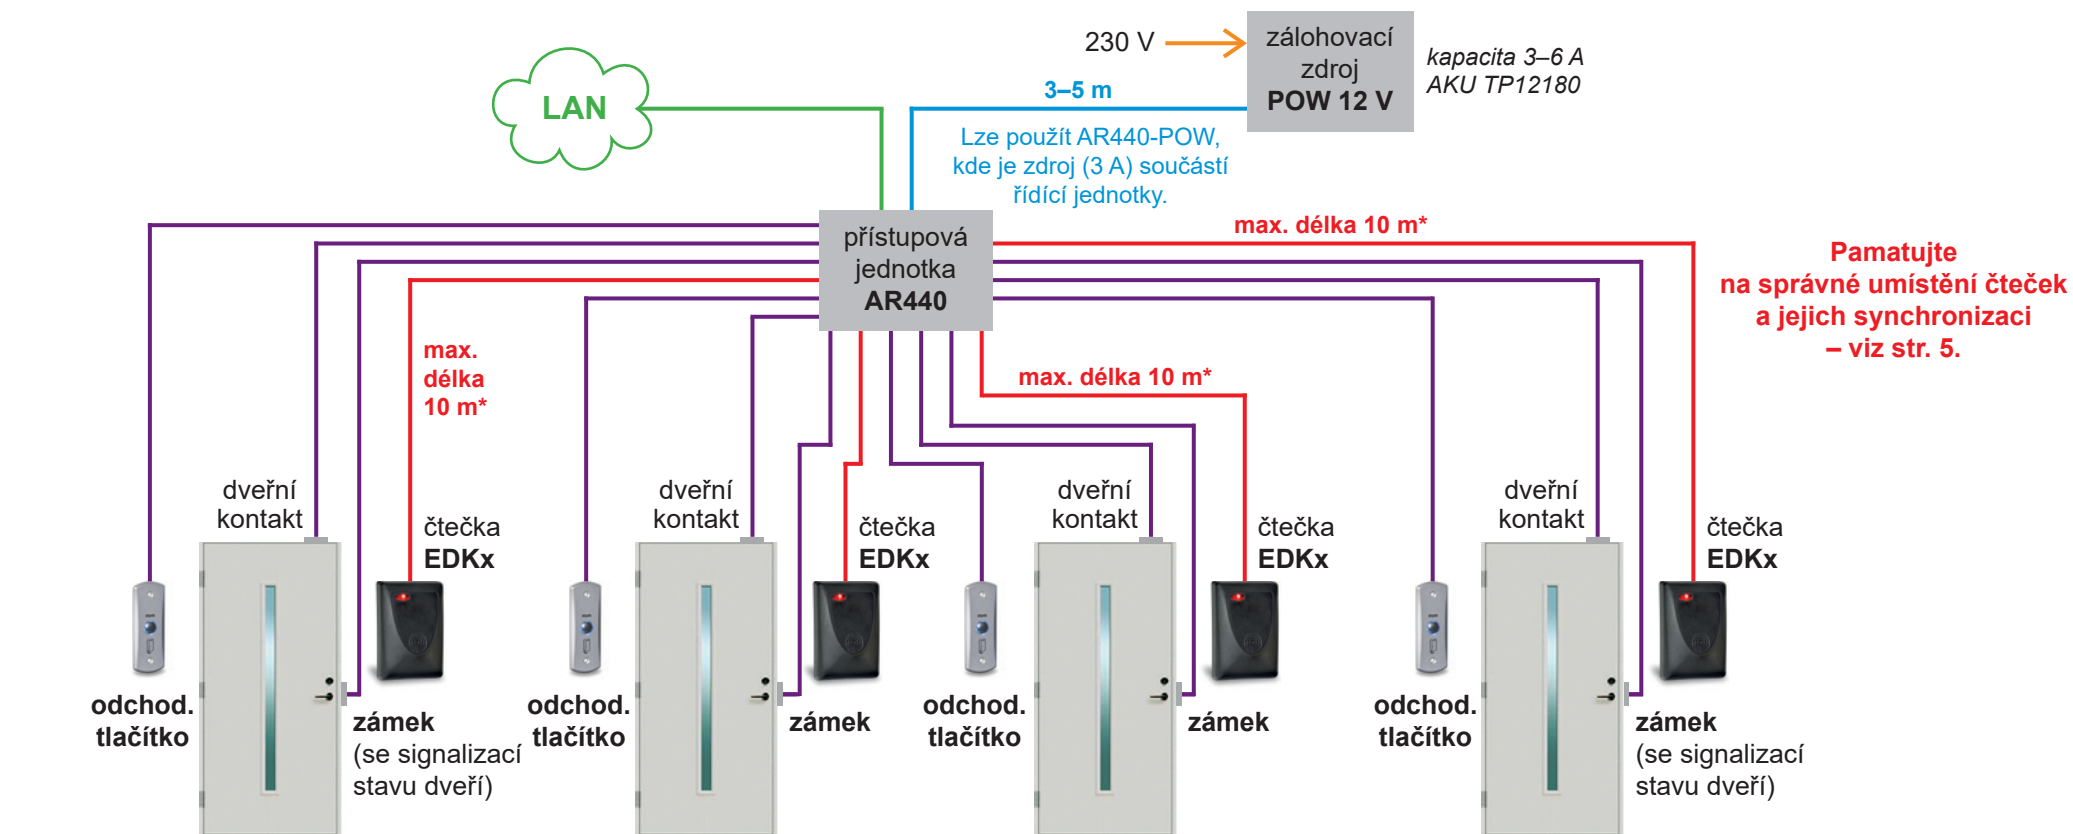 230 V
zálohovací
zdroj
POW 12 V
kapacita 3–6 A
AKU TP12180
LAN
3–5 m
Lze použít AR440-POW,
kde je zdroj (3 A) součástí
řídící jednotky.
přístupová
jednotka
AR440
max. délka 10 m*
Pamatujte
na správné umístění čteček
a jejich synchronizaci
– viz str. 5.
max.
délka
10 m*
max. délka 10 m*
dveřní
kontakt
čtečka
EDKx
odchod.
tlačítko
zámek
(se signalizací
stavu dveří)
dveřní
kontakt
čtečka
EDKx
odchod.
tlačítko
zámek
dveřní
kontakt
čtečka
EDKx
odchod.
tlačítko
zámek
dveřní
kontakt
čtečka
EDKx
odchod.
tlačítko
zámek
(se signalizací
stavu dveří)